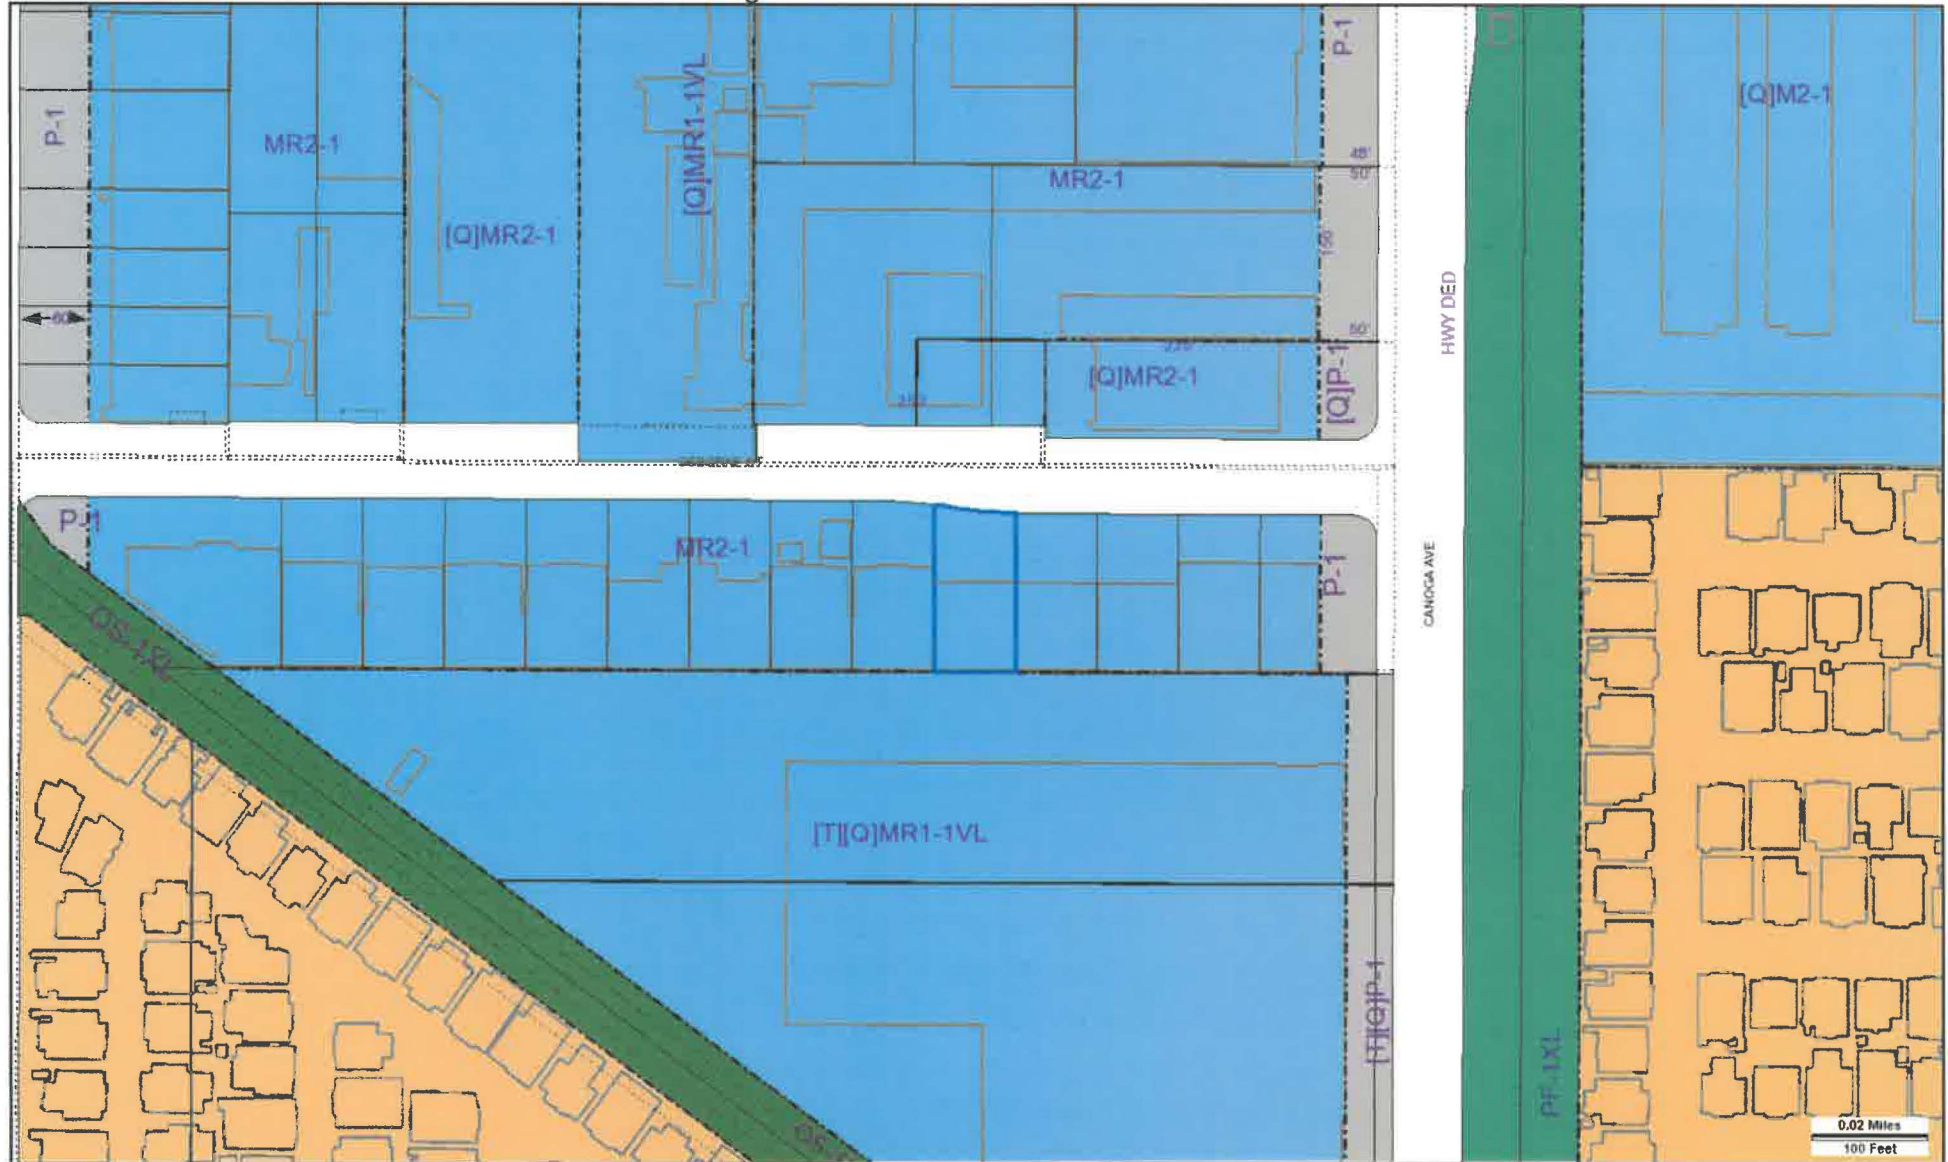 P-1
[Q]MR1-1VL
P-1
[Q]M2-1
P-1
MR2-1
48'
50'
MR2-1
[Q]MR2-1
60'
HWY DED
50'
[Q]MR2-1
[Q]P-1
P-1
MR2-1
P-1
CANOGA AVE
OS-1XL
[T][Q]MR1-1VL
[T][Q]P-1
PF-1XL
OS-
0.02 Miles
100 Feet